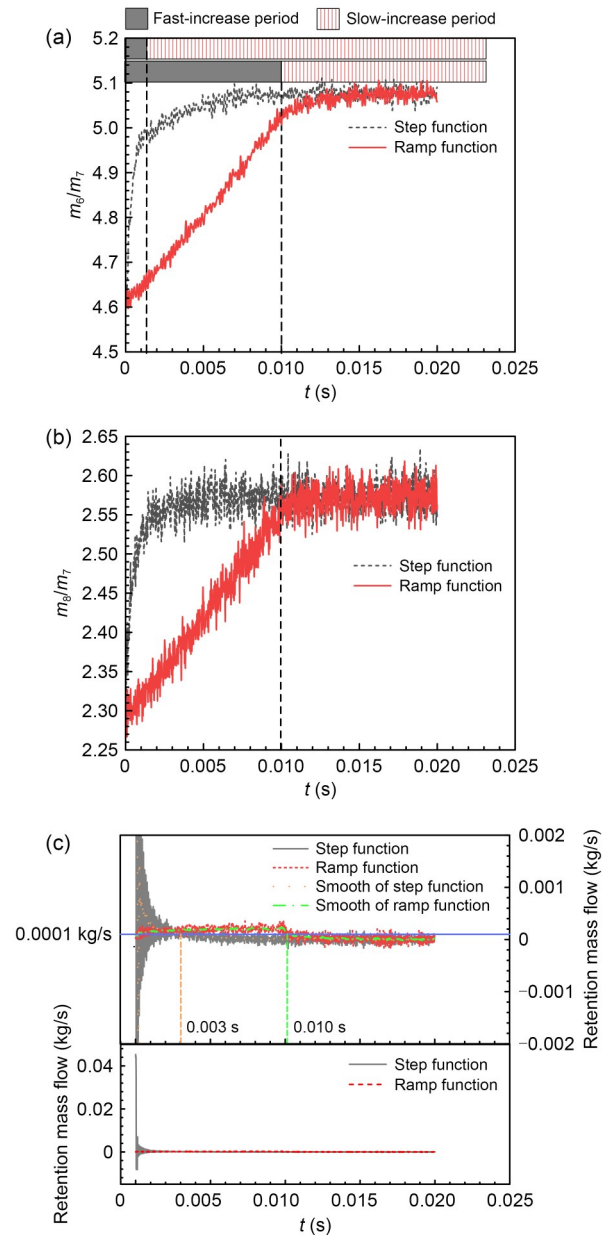 Fast-increase period Slow-increase period
(a)
5.2
5.1
5.0
4.9
4.8
4.7
4.6
4.5
m6/m7
Step function
Ramp function
0 0.005 0.010 0.015 0.020 0.025
t (s)
(b)
2.65
2.60
2.55
2.50
2.45
2.40
2.35
2.30
2.25
m8/m7
Step function
Ramp function
0 0.005 0.010 0.015 0.020 0.025
t (s)
(c)
Step function
Ramp function
Smooth of step function
Smooth of ramp function
0.0001 kg/s
0.002
0.001
0
−0.001
−0.002
Retention mass flow (kg/s)
0.003 s
0.010 s
Retention mass flow (kg/s)
0.04
0.02
0
Step function
Ramp function
0 0.005 0.010 0.015 0.020 0.025
t (s)